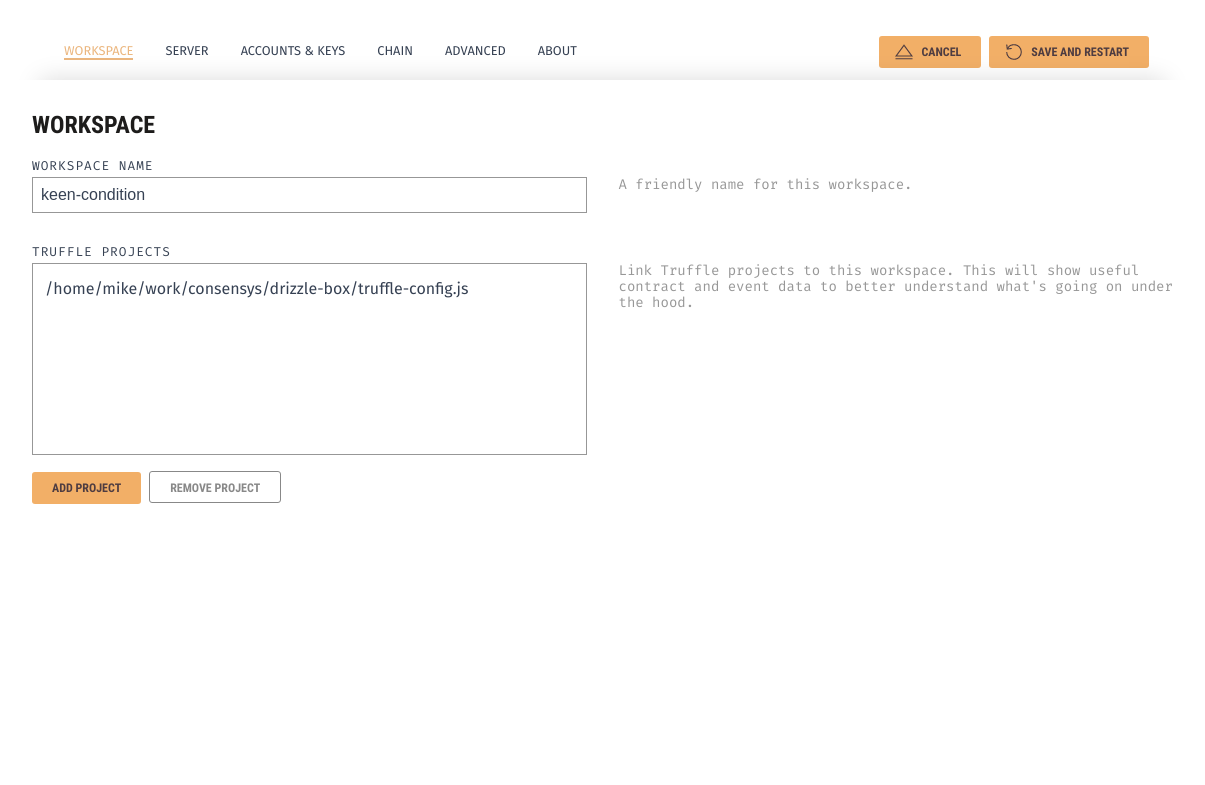 WORKSPACE SERVER ACCOUNTS & KEYS CHAIN ADVANCED ABOUT CANCEL SAVE AND RESTART
WORKSPACE
WORKSPACE NAME
keen-condition
A friendly name for this workspace.
TRUFFLE PROJECTS
/home/mike/work/consensys/drizzle-box/truffle-config.js
Link Truffle projects to this workspace. This will show useful
contract and event data to better understand what's going on under
the hood.
ADD PROJECT REMOVE PROJECT